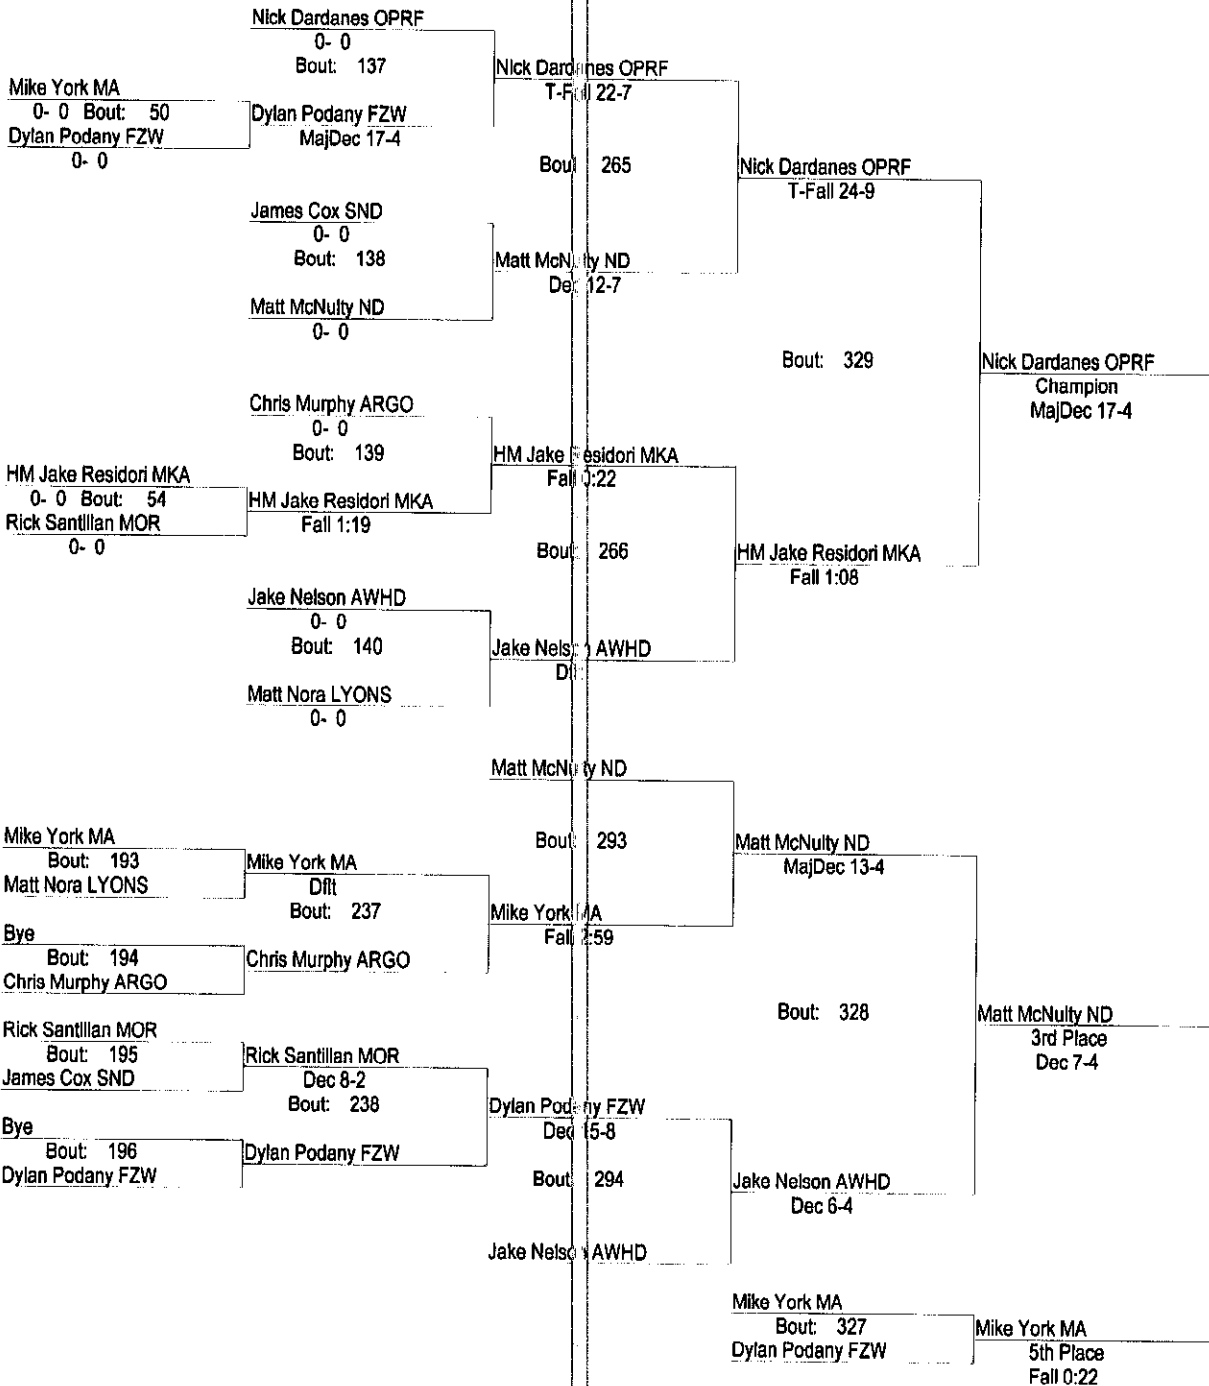 Nick Dardanes OPRF
0- 0
Bout: 137
Mike York MA
0- 0 Bout: 50
Dylan Podany FZW
0- 0
Dylan Podany FZW
MajDec 17-4
Nick Dardanes OPRF
T-Fall 22-7
Bout 265
Nick Dardanes OPRF
T-Fall 24-9
James Cox SND
0- 0
Bout: 138
Matt McNulty ND
0- 0
Matt McNulty ND
Dec 12-7
Bout: 329
Nick Dardanes OPRF
Champion
MajDec 17-4
Chris Murphy ARGO
0- 0
Bout: 139
HM Jake Residori MKA
0- 0 Bout: 54
Rick Santillan MOR
0- 0
HM Jake Residori MKA
Fall 1:19
HM Jake Residori MKA
Fall 0:22
Bout 266
HM Jake Residori MKA
Fall 1:08
Jake Nelson AWHD
0- 0
Bout: 140
Matt Nora LYONS
0- 0
Jake Nelson AWHD
Matt McNulty ND
Bout: 293
Matt McNulty ND
MajDec 13-4
Mike York MA
Bout: 193
Matt Nora LYONS
Mike York MA
Dflt
Bout: 237
Mike York MA
Fall 2:59
Bye
Bout: 194
Chris Murphy ARGO
Chris Murphy ARGO
Bout: 328
Matt McNulty ND
3rd Place
Dec 7-4
Rick Santillan MOR
Bout: 195
James Cox SND
Rick Santillan MOR
Dec 8-2
Bout: 238
Dylan Podany FZW
Dec 15-8
Bye
Bout: 196
Dylan Podany FZW
Dylan Podany FZW
Bout 294
Jake Nelson AWHD
Dec 6-4
Jake Nelson AWHD
Mike York MA
Bout: 327
Dylan Podany FZW
Mike York MA
5th Place
Fall 0:22